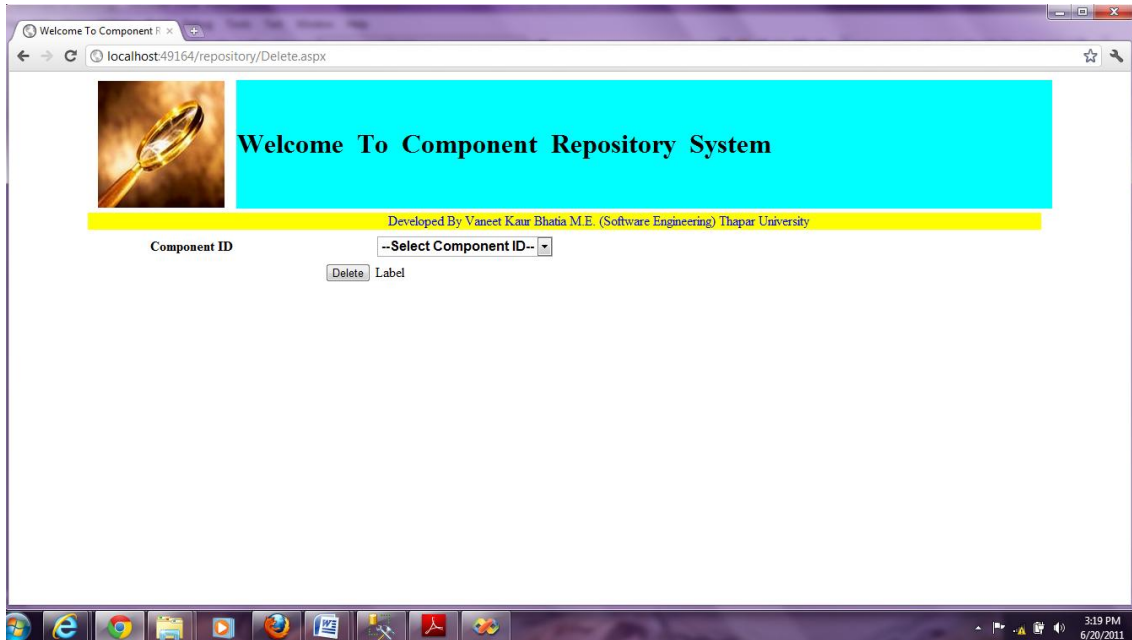 Welcome To Component R
localhost:49164/repository/Delete.aspx
Welcome To Component Repository System
Developed By Vaneet Kaur Bhatia M.E. (Software Engineering) Thapar University
Component ID
--Select Component ID--
Delete Label
3:19 PM
6/20/2011